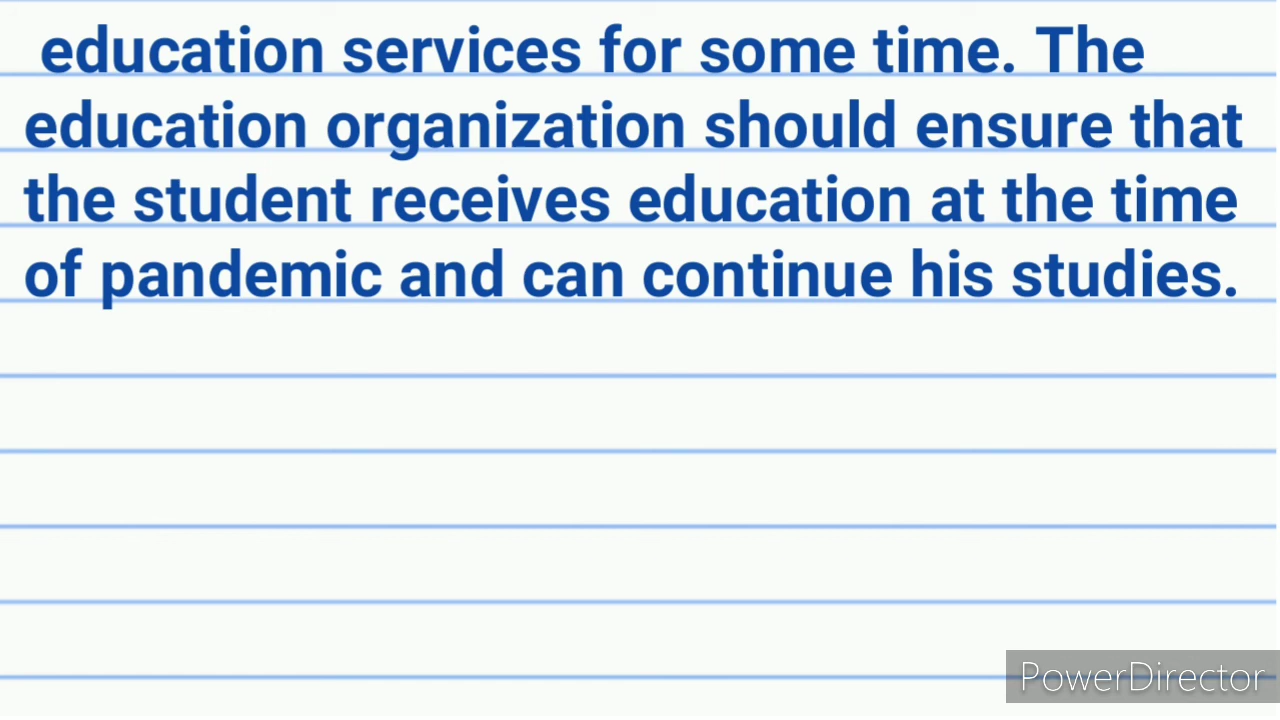 education services for some time. The
education organization should ensure that
the student receives education at the time
of pandemic and can continue his studies.
PowerDirector